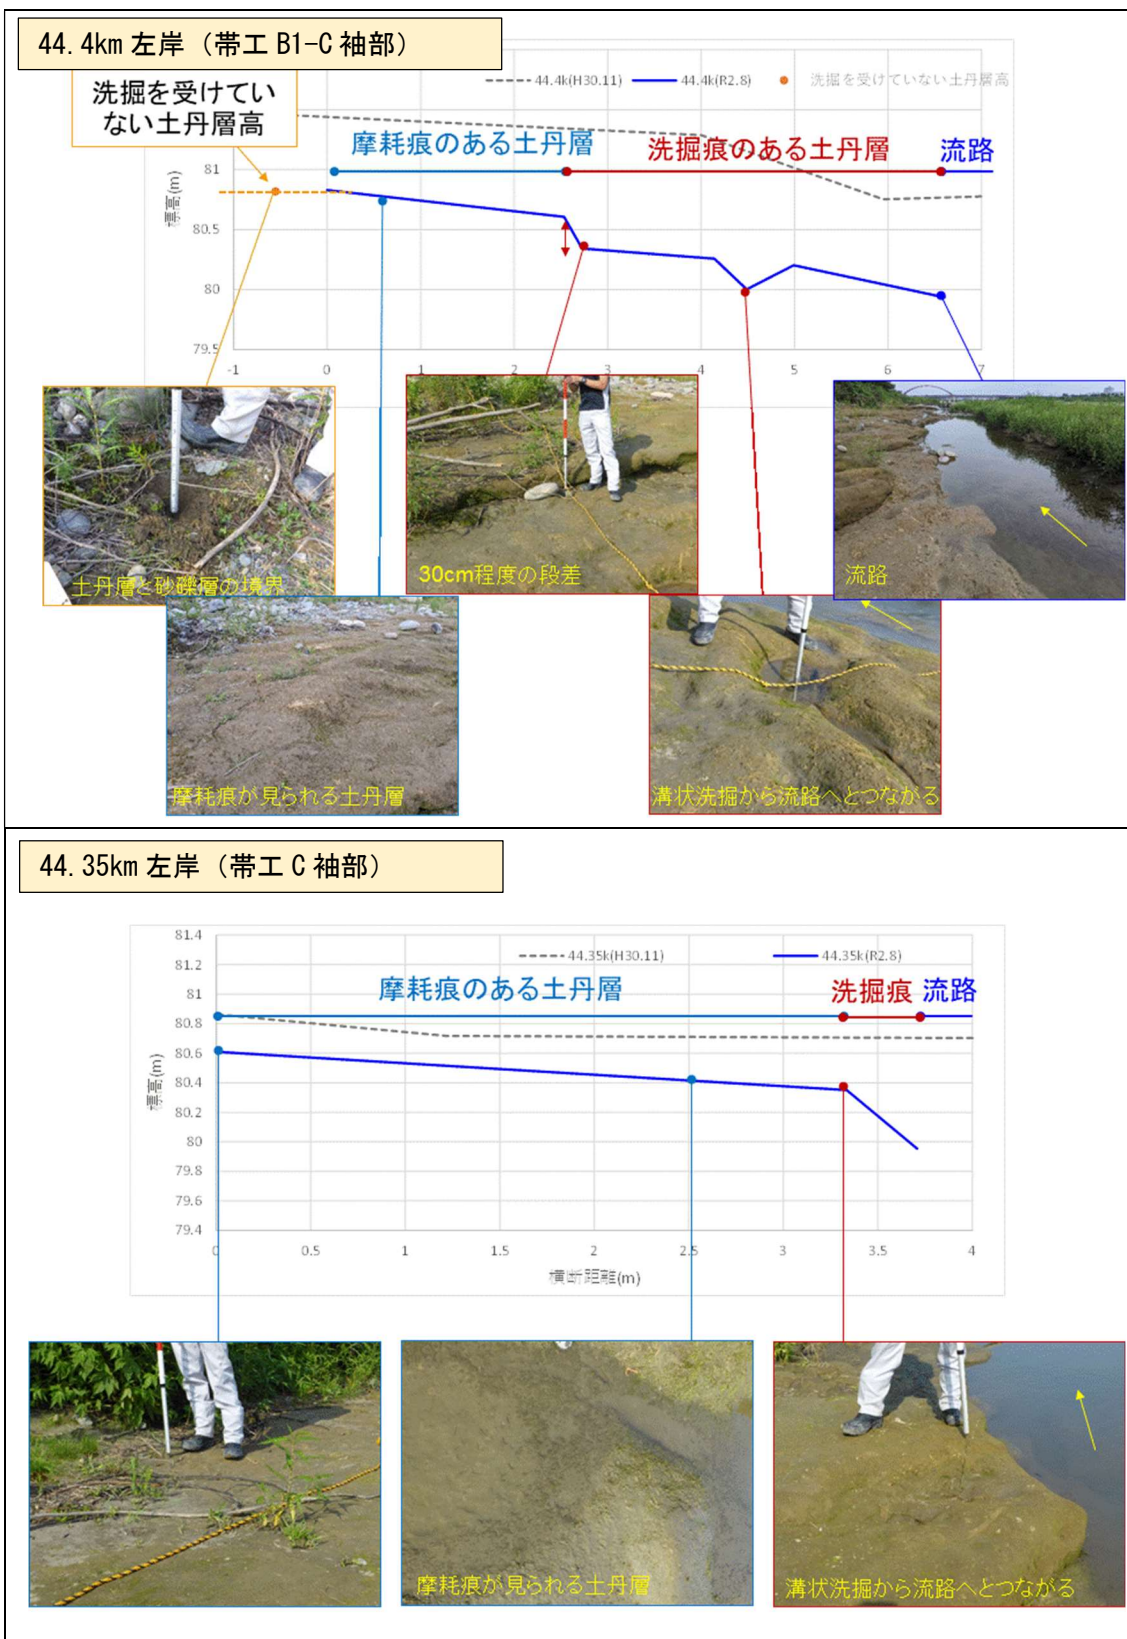 44.4km 左岸（帯工 B1-C 袖部）
洗掘を受けてい
ない土丹層高
44.4k(H30.11)
44.4k(R2.8)
洗掘を受けていない土丹層高
摩耗痕のある土丹層
洗掘痕のある土丹層
流路
標高(m)
81
80.5
80
79.5
-1
0
1
2
3
4
5
6
7
土丹層と砂礫層の境界
30cm程度の段差
流路
摩耗痕が見られる土丹層
溝状洗掘から流路へとつながる
44.35km 左岸（帯工 C 袖部）
44.35k(H30.11)
44.35k(R2.8)
摩耗痕のある土丹層
洗掘痕
流路
標高(m)
81.4
81.2
81
80.8
80.6
80.4
80.2
80
79.8
79.6
79.4
0
0.5
1
1.5
2
2.5
3
3.5
4
横断距離(m)
摩耗痕が見られる土丹層
溝状洗掘から流路へとつながる